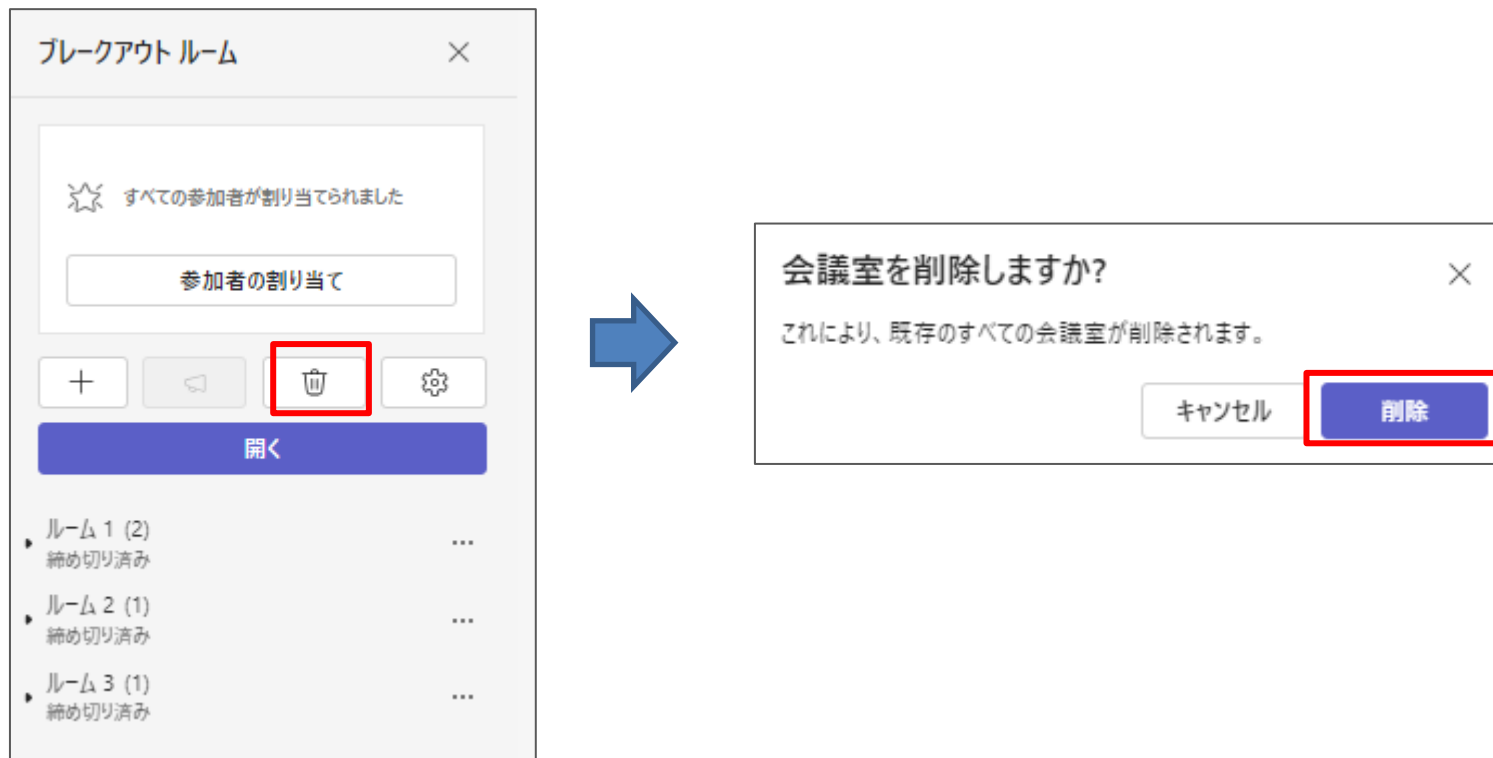 ブレークアウト ルーム
すべての参加者が割り当てられました
参加者の割り当て
開く
ルーム 1 (2)
締め切り済み
ルーム 2 (1)
締め切り済み
ルーム 3 (1)
締め切り済み
会議室を削除しますか?
これにより、既存のすべての会議室が削除されます。
キャンセル
削除